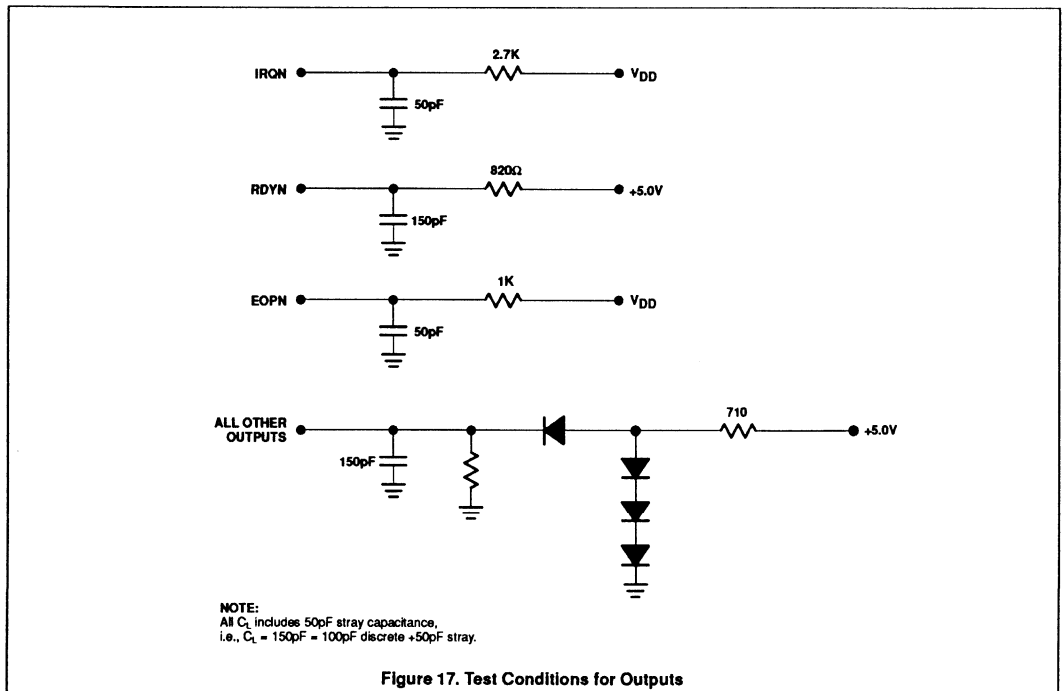 2.7K
IRQN
VDD
50pF
820Ω
RDYN
+5.0V
150pF
1K
EOPN
VDD
50pF
ALL OTHER
OUTPUTS
710
+5.0V
150pF
NOTE:
All CL includes 50pF stray capacitance,
i.e., CL = 150pF = 100pF discrete +50pF stray.
Figure 17. Test Conditions for Outputs